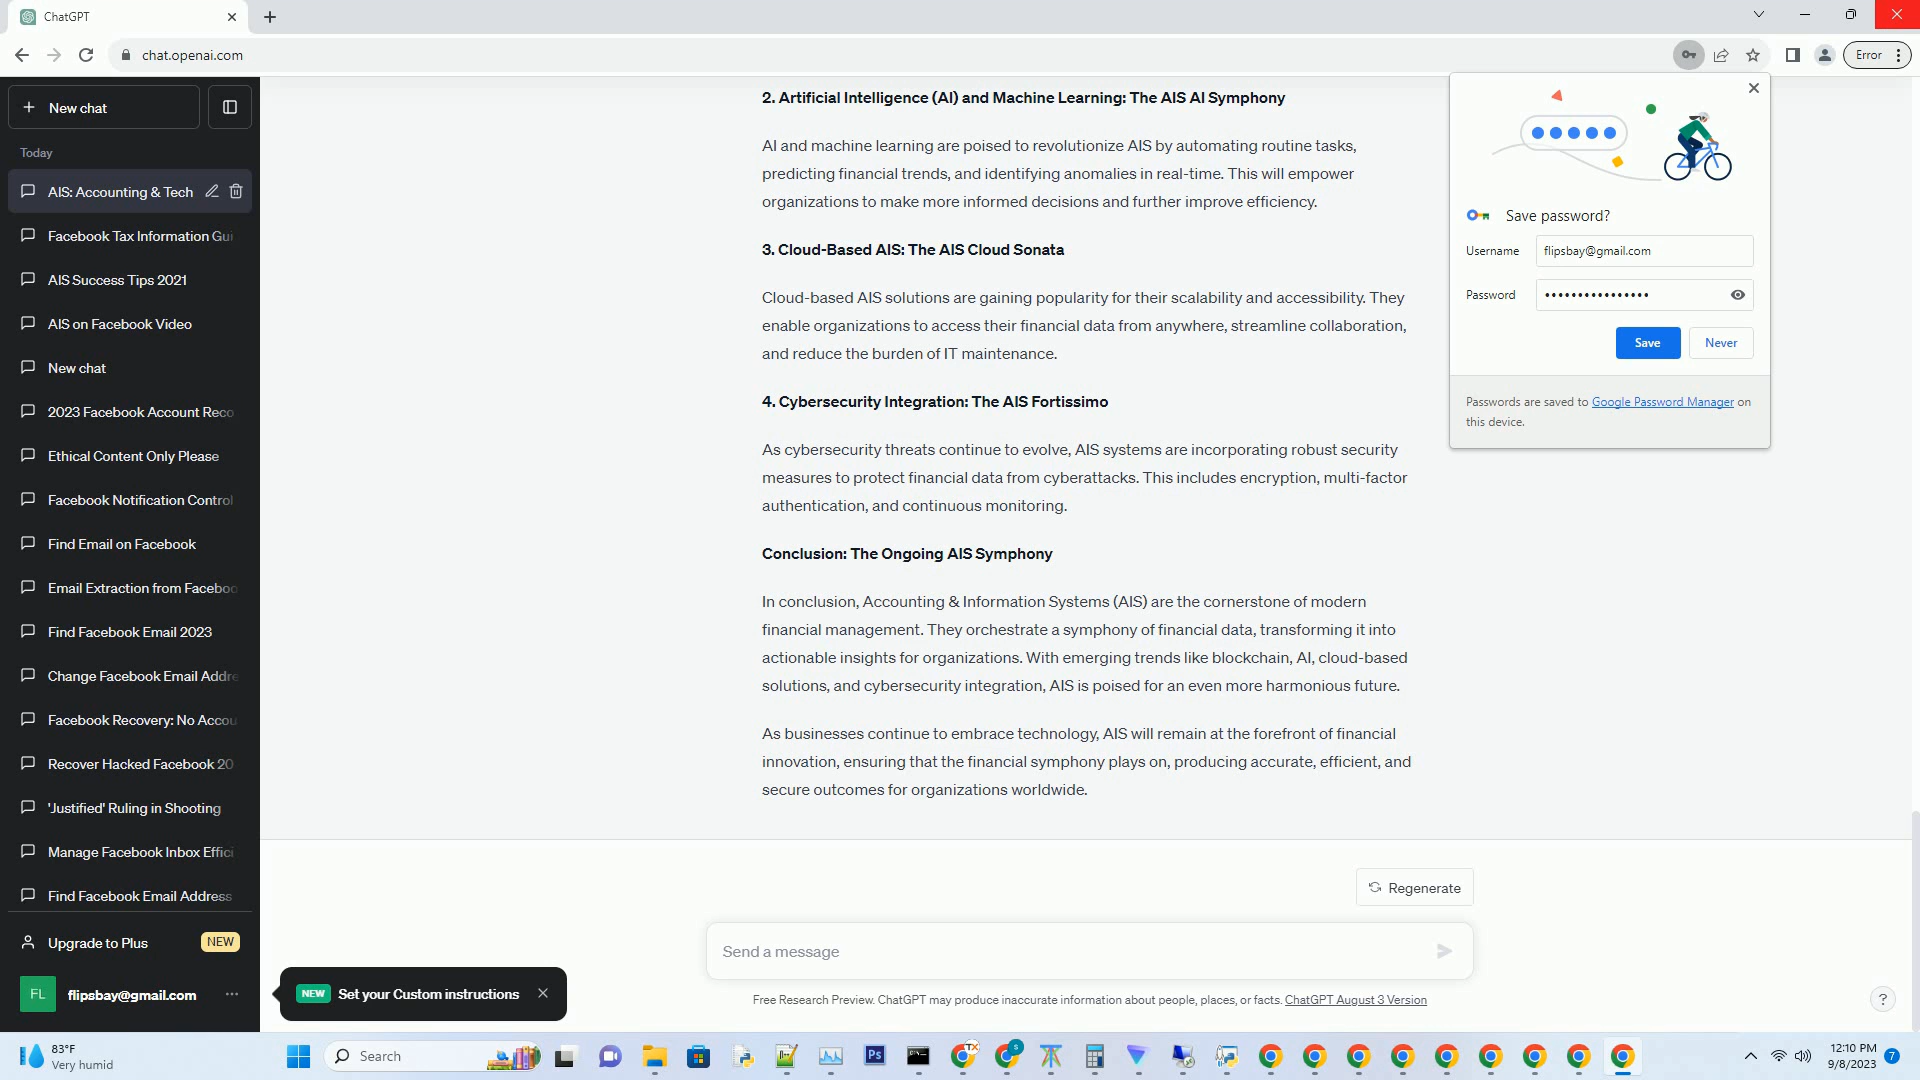 ChatGPT
chat.openai.com
Error
New chat
Today
AIS: Accounting & Tech
Facebook Tax Information Gui
AIS Success Tips 2021
AIS on Facebook Video
New chat
2023 Facebook Account Reco
Ethical Content Only Please
Facebook Notification Control
Find Email on Facebook
Email Extraction from Faceboo
Find Facebook Email 2023
Change Facebook Email Addre
Facebook Recovery: No Accou
Recover Hacked Facebook 20
'Justified' Ruling in Shooting
Manage Facebook Inbox Effici
Find Facebook Email Address
Upgrade to Plus
NEW
FL
flipsbay@gmail.com
2. Artificial Intelligence (AI) and Machine Learning: The AIS AI Symphony
AI and machine learning are poised to revolutionize AIS by automating routine tasks,
predicting financial trends, and identifying anomalies in real-time. This will empower
organizations to make more informed decisions and further improve efficiency.
3. Cloud-Based AIS: The AIS Cloud Sonata
Cloud-based AIS solutions are gaining popularity for their scalability and accessibility. They
enable organizations to access their financial data from anywhere, streamline collaboration,
and reduce the burden of IT maintenance.
4. Cybersecurity Integration: The AIS Fortissimo
As cybersecurity threats continue to evolve, AIS systems are incorporating robust security
measures to protect financial data from cyberattacks. This includes encryption, multi-factor
authentication, and continuous monitoring.
Conclusion: The Ongoing AIS Symphony
In conclusion, Accounting & Information Systems (AIS) are the cornerstone of modern
financial management. They orchestrate a symphony of financial data, transforming it into
actionable insights for organizations. With emerging trends like blockchain, AI, cloud-based
solutions, and cybersecurity integration, AIS is poised for an even more harmonious future.
As businesses continue to embrace technology, AIS will remain at the forefront of financial
innovation, ensuring that the financial symphony plays on, producing accurate, efficient, and
secure outcomes for organizations worldwide.
Save password?
Username flipsbay@gmail.com
Password ••••••••••••••••
Save Never
Passwords are saved to Google Password Manager on
this device.
Regenerate
Send a message
NEW Set your Custom instructions
Free Research Preview. ChatGPT may produce inaccurate information about people, places, or facts. ChatGPT August 3 Version
?
83°F
Very humid
Search
Ps
TX
s
12:10 PM
9/8/2023
7